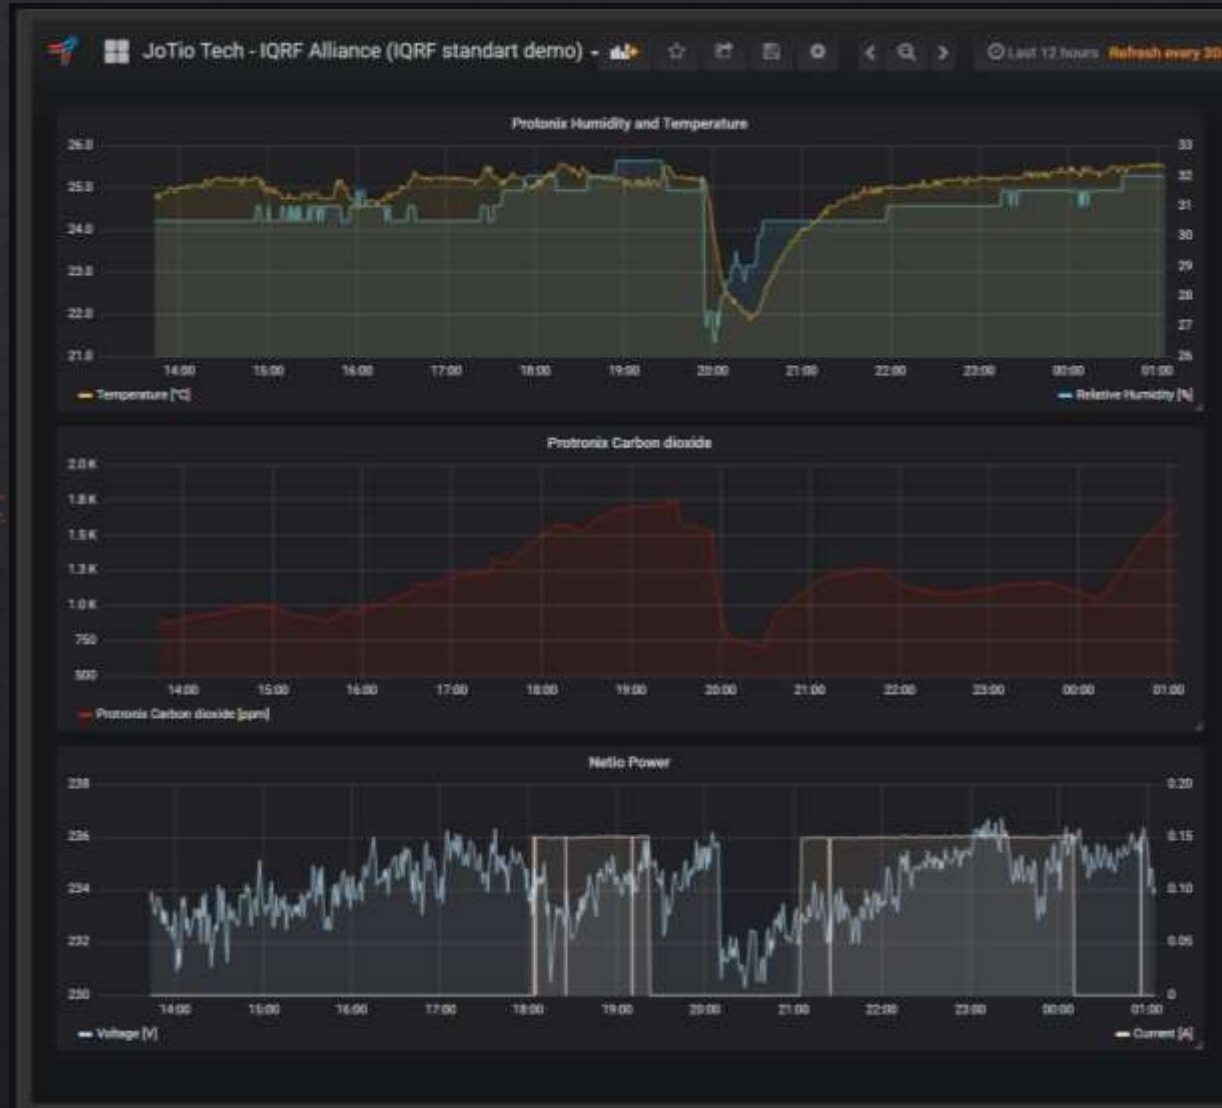 JoTio Tech - IQRF Alliance (IQRF standart demo)
Last 12 hours Refresh every 30
Protonix Humidity and Temperature
26.0
25.0
24.0
23.0
22.0
21.0
33
32
31
30
29
28
27
26
14:00 15:00 16:00 17:00 18:00 19:00 20:00 21:00 22:00 23:00 00:00 01:00
Temperature [°C] Relative Humidity [%]
Protronix Carbon dioxide
2.0 K
1.8 K
1.5 K
1.3 K
1.0 K
750
500
14:00 15:00 16:00 17:00 18:00 19:00 20:00 21:00 22:00 23:00 00:00 01:00
Protronix Carbon dioxide [ppm]
Netio Power
238
236
234
232
230
0.20
0.15
0.10
0.05
0
14:00 15:00 16:00 17:00 18:00 19:00 20:00 21:00 22:00 23:00 00:00 01:00
Voltage [V] Current [A]